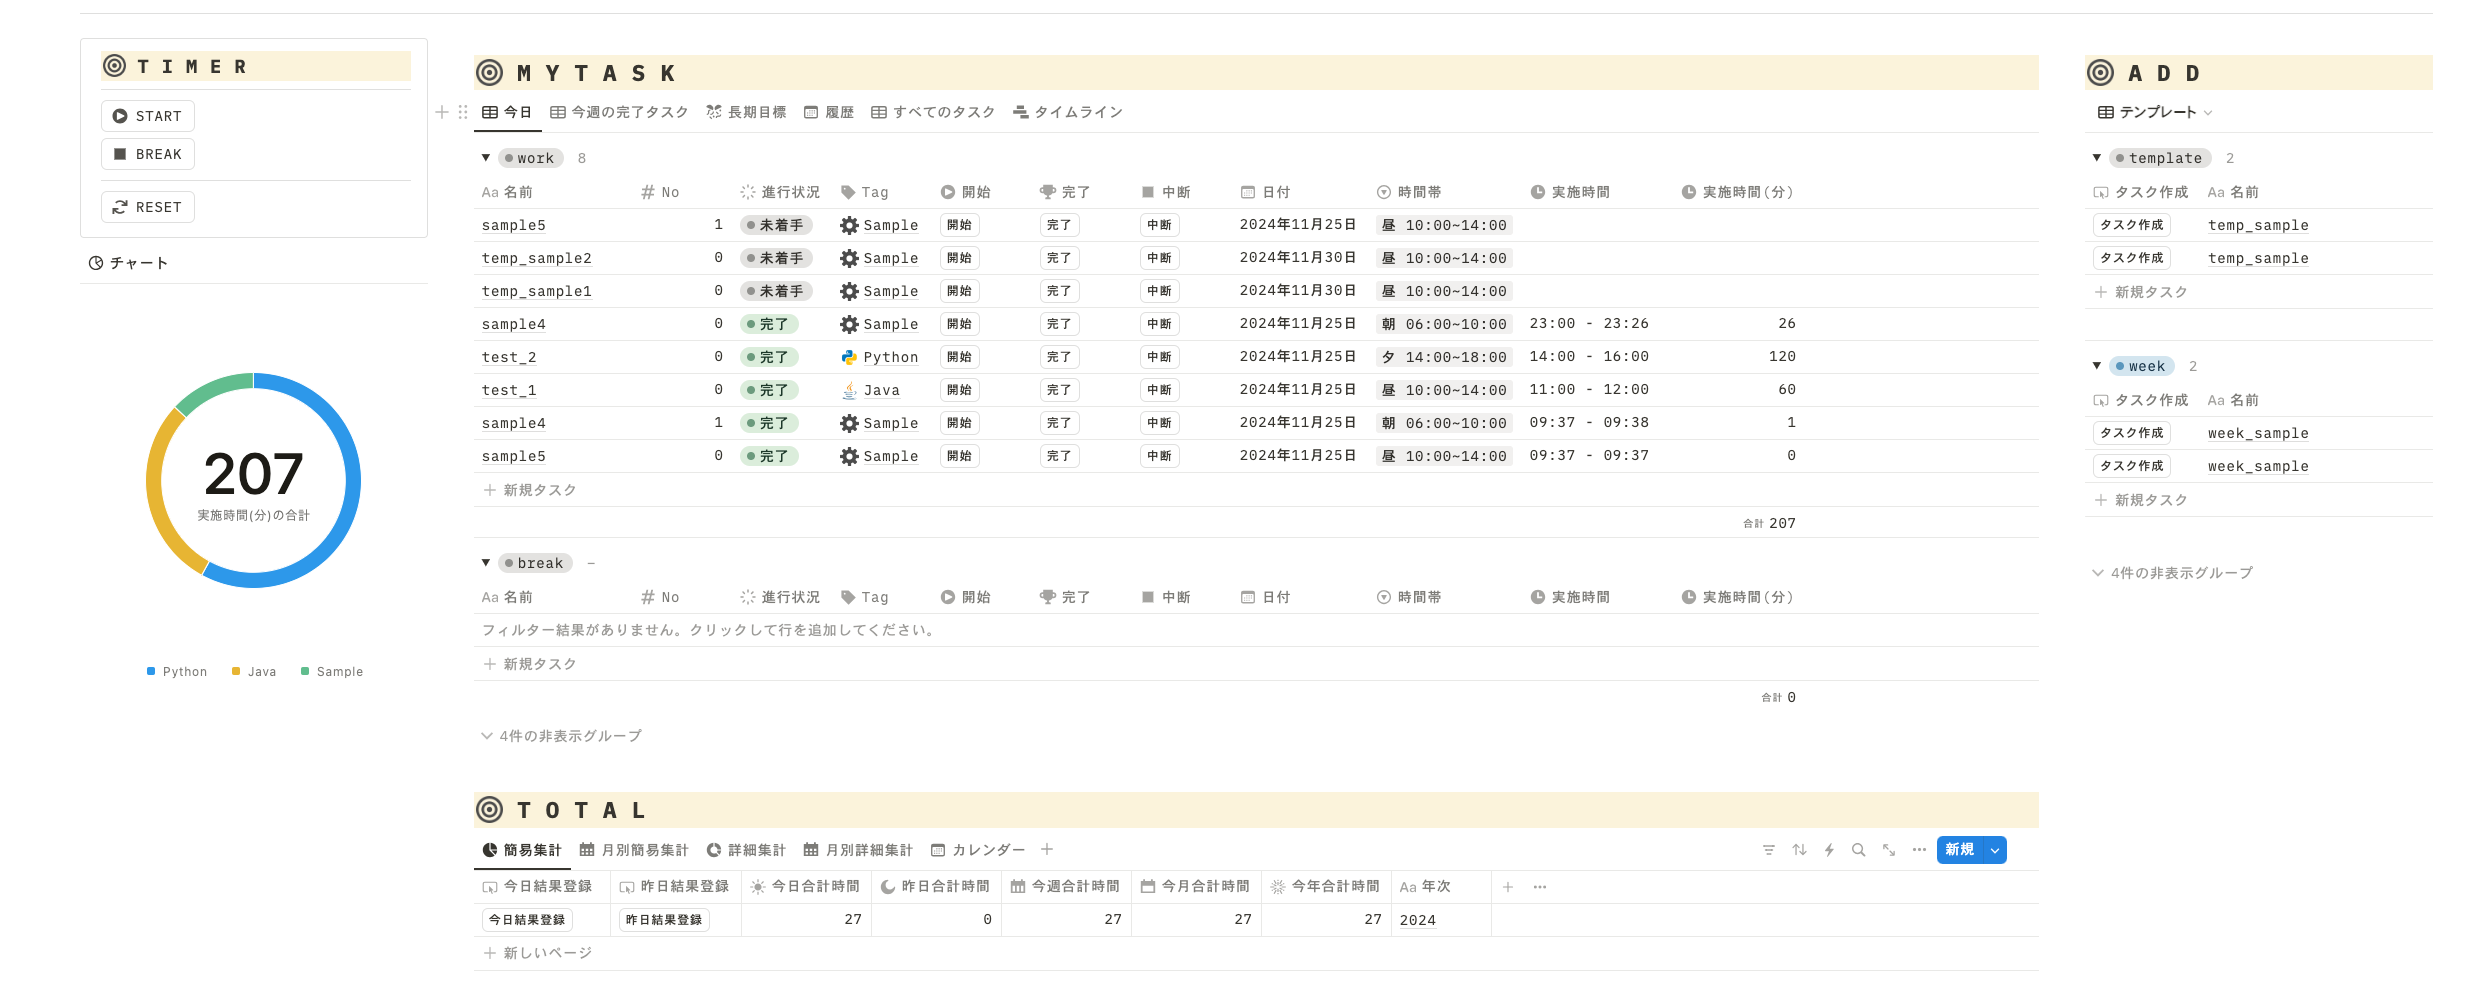 TIMER
START
BREAK
RESET
チャート
207
実施時間(分)の合計
Python Java Sample
MYTASK
今日 今週の完了タスク 長期目標 履歴 すべてのタスク タイムライン
work 8
Aa 名前 No 進行状況 Tag 開始 完了 中断 日付 時間帯 実施時間 実施時間(分)
sample5 1 未着手 Sample 開始 完了 中断 2024年11月25日 昼 10:00~14:00
temp_sample2 0 未着手 Sample 開始 完了 中断 2024年11月30日 昼 10:00~14:00
temp_sample1 0 未着手 Sample 開始 完了 中断 2024年11月30日 昼 10:00~14:00
sample4 0 完了 Sample 開始 完了 中断 2024年11月25日 朝 06:00~10:00 23:00 - 23:26 26
test_2 0 完了 Python 開始 完了 中断 2024年11月25日 夕 14:00~18:00 14:00 - 16:00 120
test_1 0 完了 Java 開始 完了 中断 2024年11月25日 昼 10:00~14:00 11:00 - 12:00 60
sample4 1 完了 Sample 開始 完了 中断 2024年11月25日 朝 06:00~10:00 09:37 - 09:38 1
sample5 0 完了 Sample 開始 完了 中断 2024年11月25日 昼 10:00~14:00 09:37 - 09:37 0
+ 新規タスク
合計 207
break –
Aa 名前 No 進行状況 Tag 開始 完了 中断 日付 時間帯 実施時間 実施時間(分)
フィルター結果がありません。クリックして行を追加してください。
+ 新規タスク
合計 0
4件の非表示グループ
TOTAL
簡易集計 月別簡易集計 詳細集計 月別詳細集計 カレンダー +
新規
今日結果登録 昨日結果登録 今日合計時間 昨日合計時間 今週合計時間 今月合計時間 今年合計時間 Aa 年次
今日結果登録 昨日結果登録 27 0 27 27 27 2024
+ 新しいページ
ADD
テンプレート
template 2
タスク作成 Aa 名前
タスク作成 temp_sample
タスク作成 temp_sample
+ 新規タスク
week 2
タスク作成 Aa 名前
タスク作成 week_sample
タスク作成 week_sample
+ 新規タスク
4件の非表示グループ